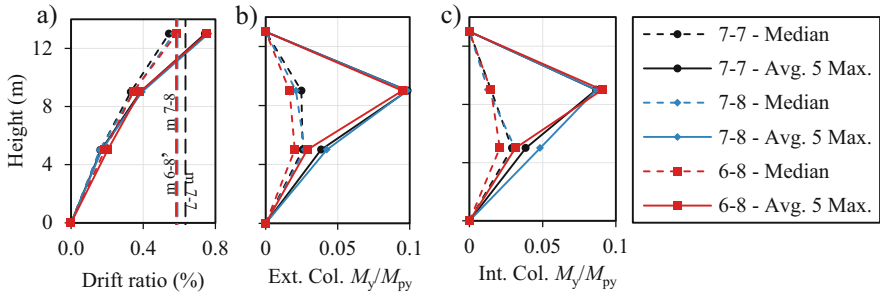 a)
b)
c)
Height (m)
13
9
4
0
m 7-8
m 6-8,
m 7-7
0.0
0.4
0.8
Drift ratio (%)
0
0.05
0.1
Ext. Col. My/Mpy
0
0.05
0.1
Int. Col. My/Mpy
7-7 - Median
7-7 - Avg. 5 Max.
7-8 - Median
7-8 - Avg. 5 Max.
6-8 - Median
6-8 - Avg. 5 Max.